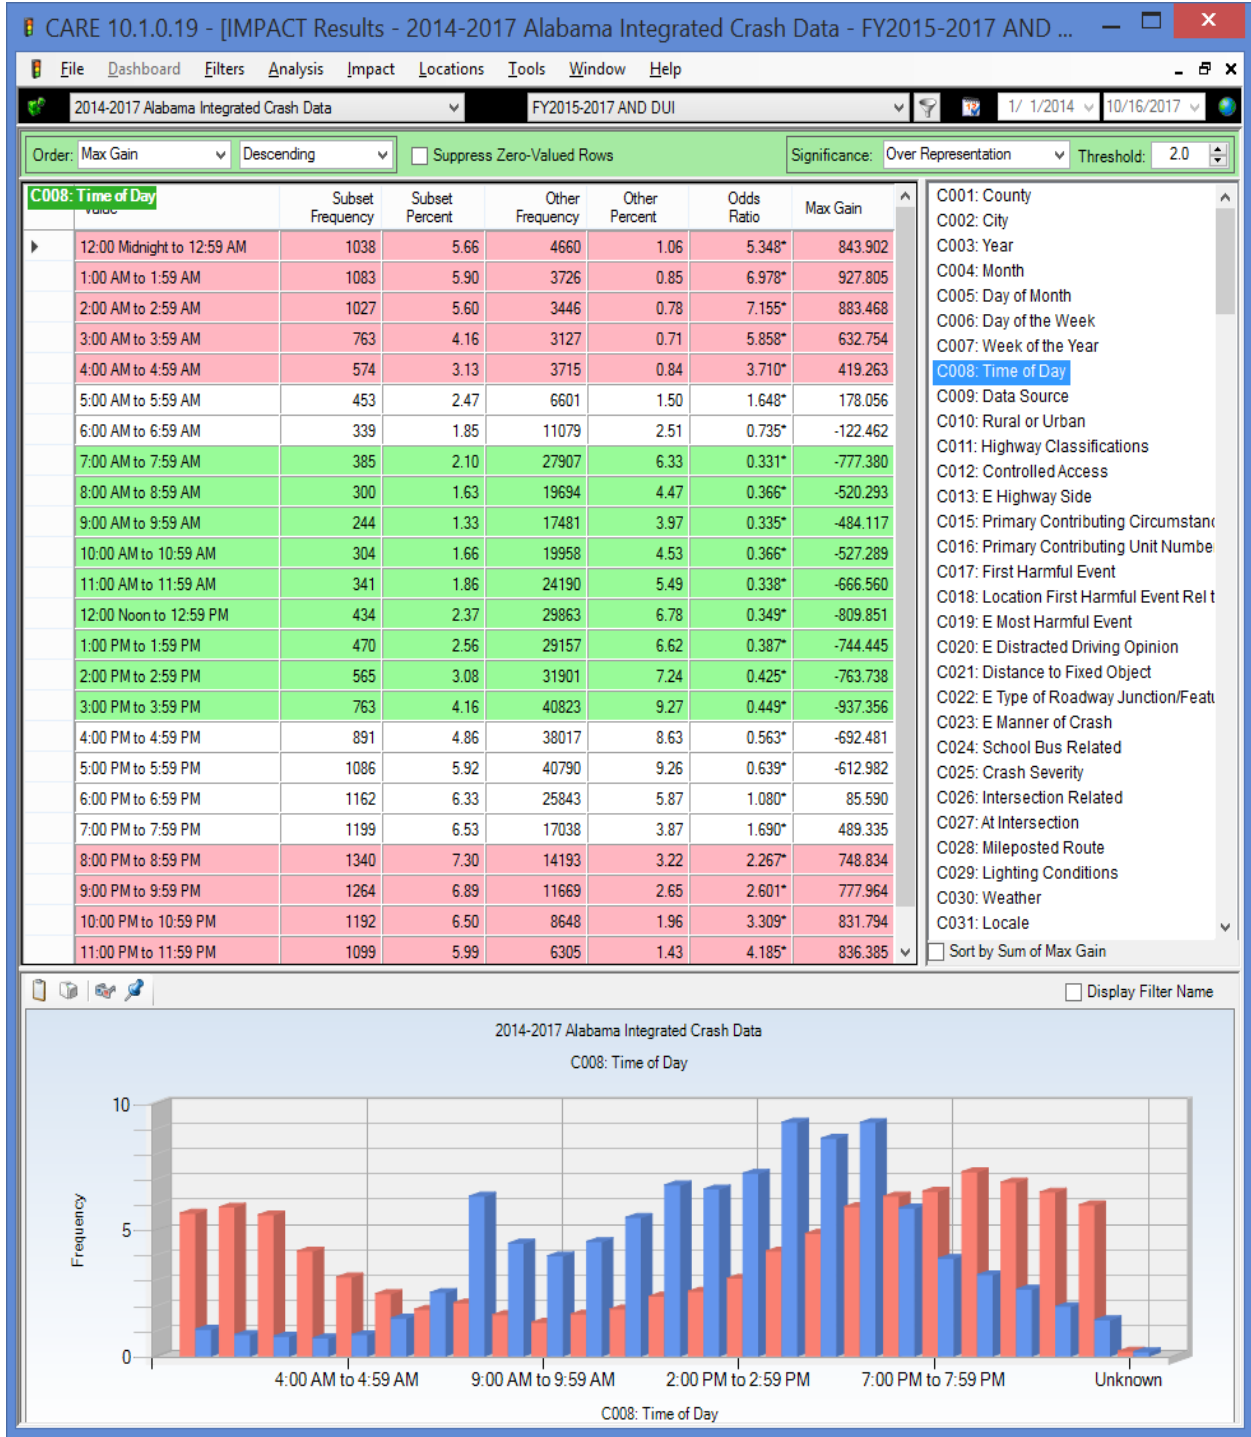 CARE 10.1.0.19 - [IMPACT Results - 2014-2017 Alabama Integrated Crash Data - FY2015-2017 AND ...
File Dashboard Filters Analysis Impact Locations Tools Window Help
2014-2017 Alabama Integrated Crash Data FY2015-2017 AND DUI 1/ 1/2014 10/16/2017
Order: Max Gain Descending Suppress Zero-Valued Rows Significance: Over Representation Threshold: 2.0
C008: Time of Day
Subset Frequency Subset Percent Other Frequency Other Percent Odds Ratio Max Gain
12:00 Midnight to 12:59 AM 1038 5.66 4660 1.06 5.348* 843.902
1:00 AM to 1:59 AM 1083 5.90 3726 0.85 6.978* 927.805
2:00 AM to 2:59 AM 1027 5.60 3446 0.78 7.155* 883.468
3:00 AM to 3:59 AM 763 4.16 3127 0.71 5.858* 632.754
4:00 AM to 4:59 AM 574 3.13 3715 0.84 3.710* 419.263
5:00 AM to 5:59 AM 453 2.47 6601 1.50 1.648* 178.056
6:00 AM to 6:59 AM 339 1.85 11079 2.51 0.735* -122.462
7:00 AM to 7:59 AM 385 2.10 27907 6.33 0.331* -777.380
8:00 AM to 8:59 AM 300 1.63 19694 4.47 0.366* -520.293
9:00 AM to 9:59 AM 244 1.33 17481 3.97 0.335* -484.117
10:00 AM to 10:59 AM 304 1.66 19958 4.53 0.366* -527.289
11:00 AM to 11:59 AM 341 1.86 24190 5.49 0.338* -666.560
12:00 Noon to 12:59 PM 434 2.37 29863 6.78 0.349* -809.851
1:00 PM to 1:59 PM 470 2.56 29157 6.62 0.387* -744.445
2:00 PM to 2:59 PM 565 3.08 31901 7.24 0.425* -763.738
3:00 PM to 3:59 PM 763 4.16 40823 9.27 0.449* -937.356
4:00 PM to 4:59 PM 891 4.86 38017 8.63 0.563* -692.481
5:00 PM to 5:59 PM 1086 5.92 40790 9.26 0.639* -612.982
6:00 PM to 6:59 PM 1162 6.33 25843 5.87 1.080* 85.590
7:00 PM to 7:59 PM 1199 6.53 17038 3.87 1.690* 489.335
8:00 PM to 8:59 PM 1340 7.30 14193 3.22 2.267* 748.834
9:00 PM to 9:59 PM 1264 6.89 11669 2.65 2.601* 777.964
10:00 PM to 10:59 PM 1192 6.50 8648 1.96 3.309* 831.794
11:00 PM to 11:59 PM 1099 5.99 6305 1.43 4.185* 836.385
C001: County
C002: City
C003: Year
C004: Month
C005: Day of Month
C006: Day of the Week
C007: Week of the Year
C008: Time of Day
C009: Data Source
C010: Rural or Urban
C011: Highway Classifications
C012: Controlled Access
C013: E Highway Side
C015: Primary Contributing Circumstanc
C016: Primary Contributing Unit Numbe
C017: First Harmful Event
C018: Location First Harmful Event Rel t
C019: E Most Harmful Event
C020: E Distracted Driving Opinion
C021: Distance to Fixed Object
C022: E Type of Roadway Junction/Featu
C023: E Manner of Crash
C024: School Bus Related
C025: Crash Severity
C026: Intersection Related
C027: At Intersection
C028: Mileposted Route
C029: Lighting Conditions
C030: Weather
C031: Locale
Sort by Sum of Max Gain
Display Filter Name
2014-2017 Alabama Integrated Crash Data
C008: Time of Day
10
5
0
Frequency
4:00 AM to 4:59 AM 9:00 AM to 9:59 AM 2:00 PM to 2:59 PM 7:00 PM to 7:59 PM Unknown
C008: Time of Day